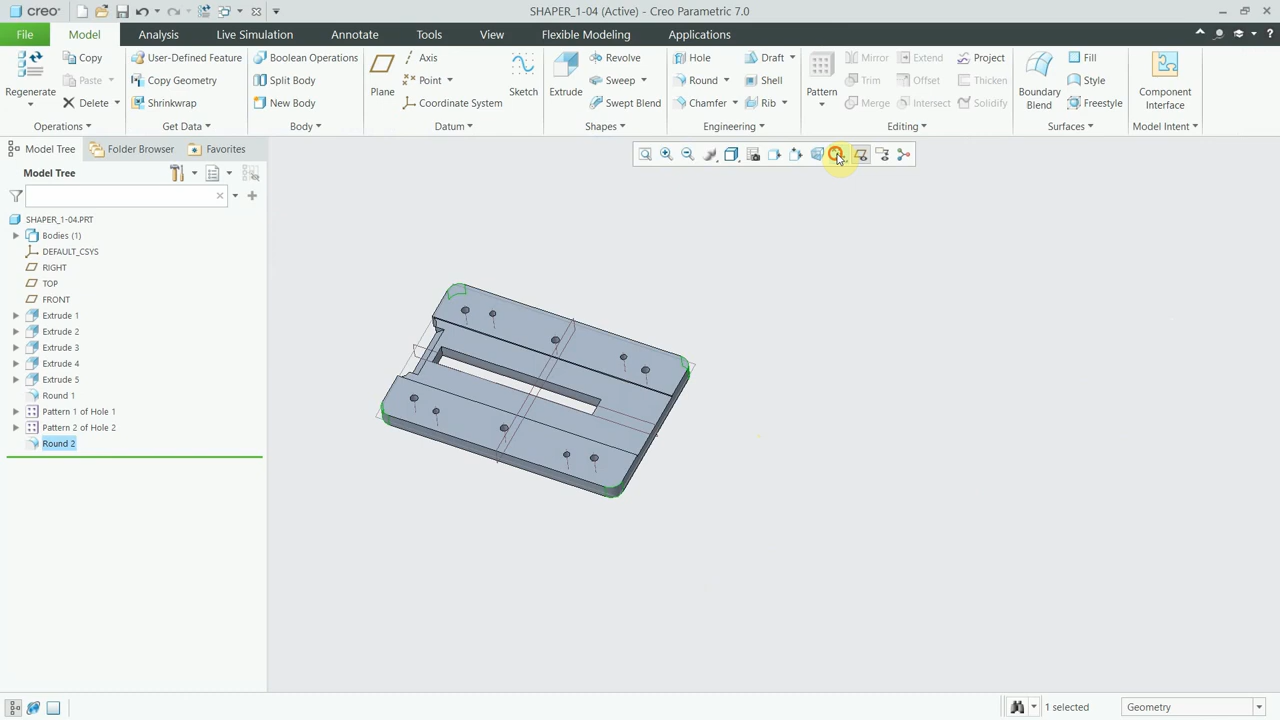 creo
SHAPER_1-04 (Active) - Creo Parametric 7.0
File Model Analysis Live Simulation Annotate Tools View Flexible Modeling Applications
Regenerate
Copy
Paste
Delete
Operations
User-Defined Feature
Copy Geometry
Shrinkwrap
Get Data
Boolean Operations
Split Body
New Body
Body
Plane
Axis
Point
Coordinate System
Sketch
Datum
Extrude
Revolve
Sweep
Swept Blend
Shapes
Hole
Round
Chamfer
Draft
Shell
Rib
Engineering
Pattern
Mirror
Trim
Merge
Extend
Offset
Intersect
Project
Thicken
Solidify
Editing
Boundary
Blend
Fill
Style
Freestyle
Surfaces
Component
Interface
Model Intent
Model Tree Folder Browser Favorites
Model Tree
SHAPER_1-04.PRT
Bodies (1)
DEFAULT_CSYS
RIGHT
TOP
FRONT
Extrude 1
Extrude 2
Extrude 3
Extrude 4
Extrude 5
Round 1
Pattern 1 of Hole 1
Pattern 2 of Hole 2
Round 2
1 selected
Geometry